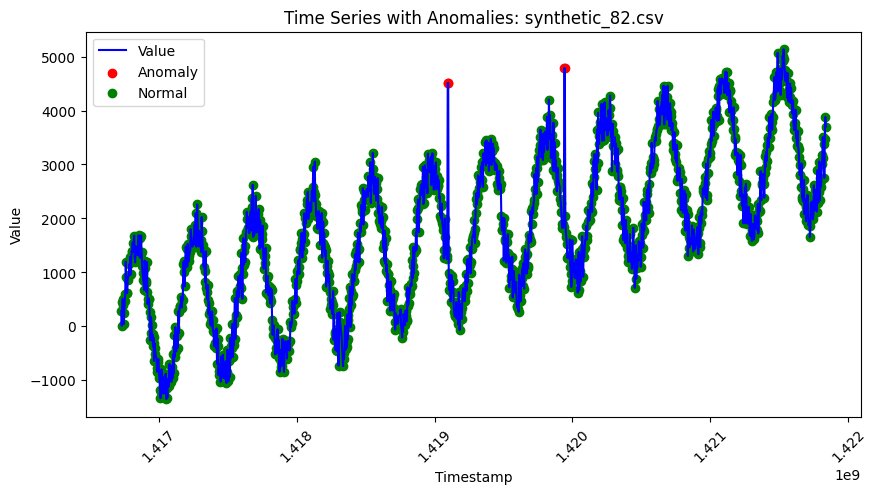 Time Series with Anomalies: synthetic_82.csv
Value
Anomaly
Normal
Value
5000
4000
3000
2000
1000
0
−1000
1.417
1.418
1.419
1.420
1.421
1.422
1e9
Timestamp